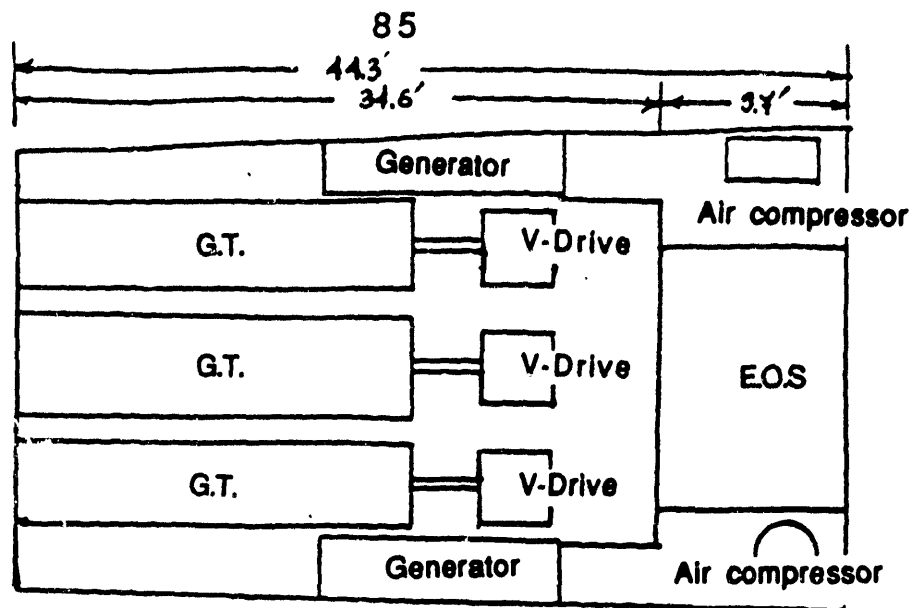 85
44.3'
34.6' 9.7'
Generator
Air compressor
G.T. V-Drive
G.T. V-Drive
E.O.S
G.T. V-Drive
Generator
Air compressor